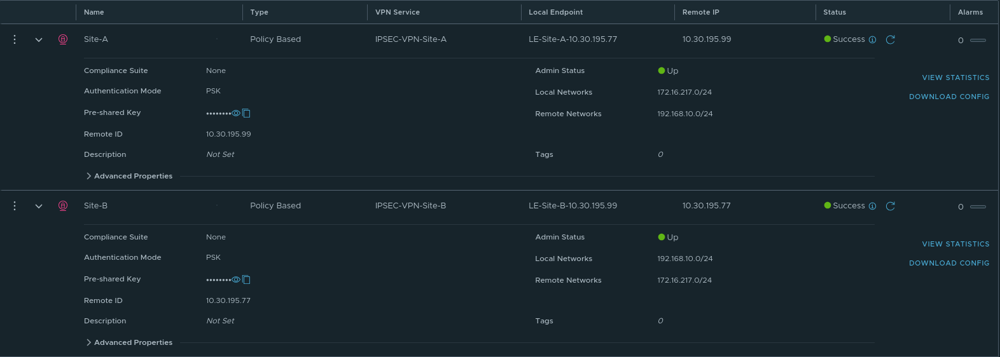 Name Type VPN Service Local Endpoint Remote IP Status Alarms
Site-A Policy Based IPSEC-VPN-Site-A LE-Site-A-10.30.195.77 10.30.195.99 Success 0
Compliance Suite None Admin Status Up
VIEW STATISTICS
Authentication Mode PSK Local Networks 172.16.217.0/24
DOWNLOAD CONFIG
Pre-shared Key •••••••• Remote Networks 192.168.10.0/24
Remote ID 10.30.195.99
Description Not Set Tags 0
Advanced Properties
Site-B Policy Based IPSEC-VPN-Site-B LE-Site-B-10.30.195.99 10.30.195.77 Success 0
Compliance Suite None Admin Status Up
VIEW STATISTICS
Authentication Mode PSK Local Networks 192.168.10.0/24
DOWNLOAD CONFIG
Pre-shared Key •••••••• Remote Networks 172.16.217.0/24
Remote ID 10.30.195.77
Description Not Set Tags 0
Advanced Properties